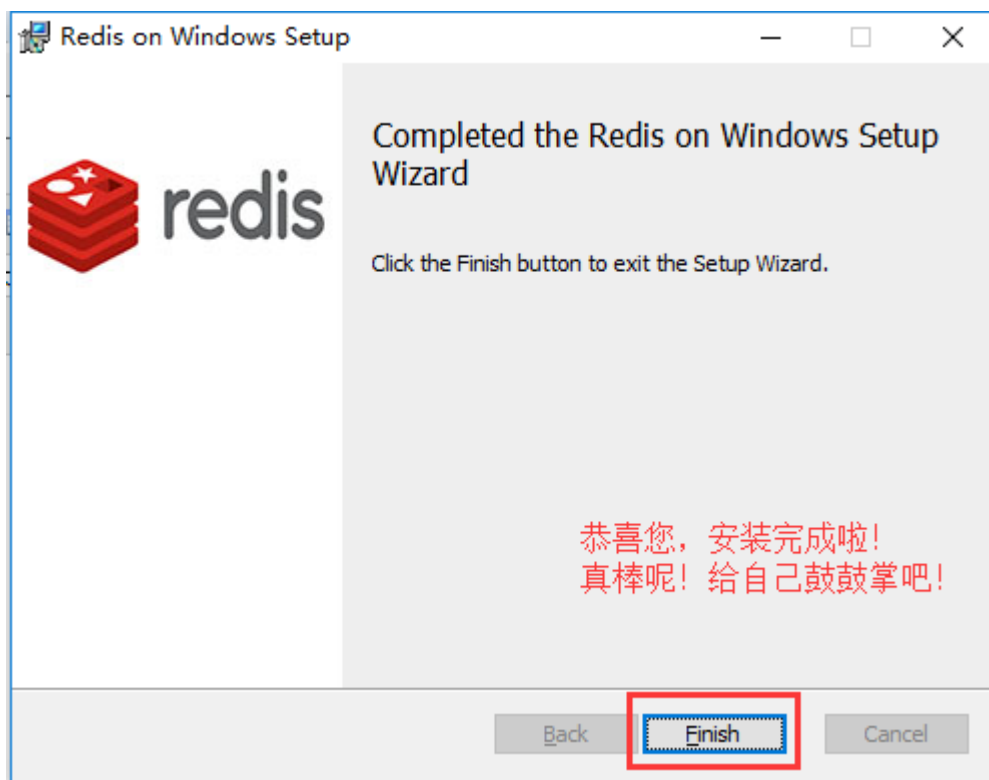 Redis on Windows Setup
redis
Completed the Redis on Windows Setup
Wizard
Click the Finish button to exit the Setup Wizard.
恭喜您，安装完成啦！
真棒呢！给自己鼓鼓掌吧！
Back
Finish
Cancel